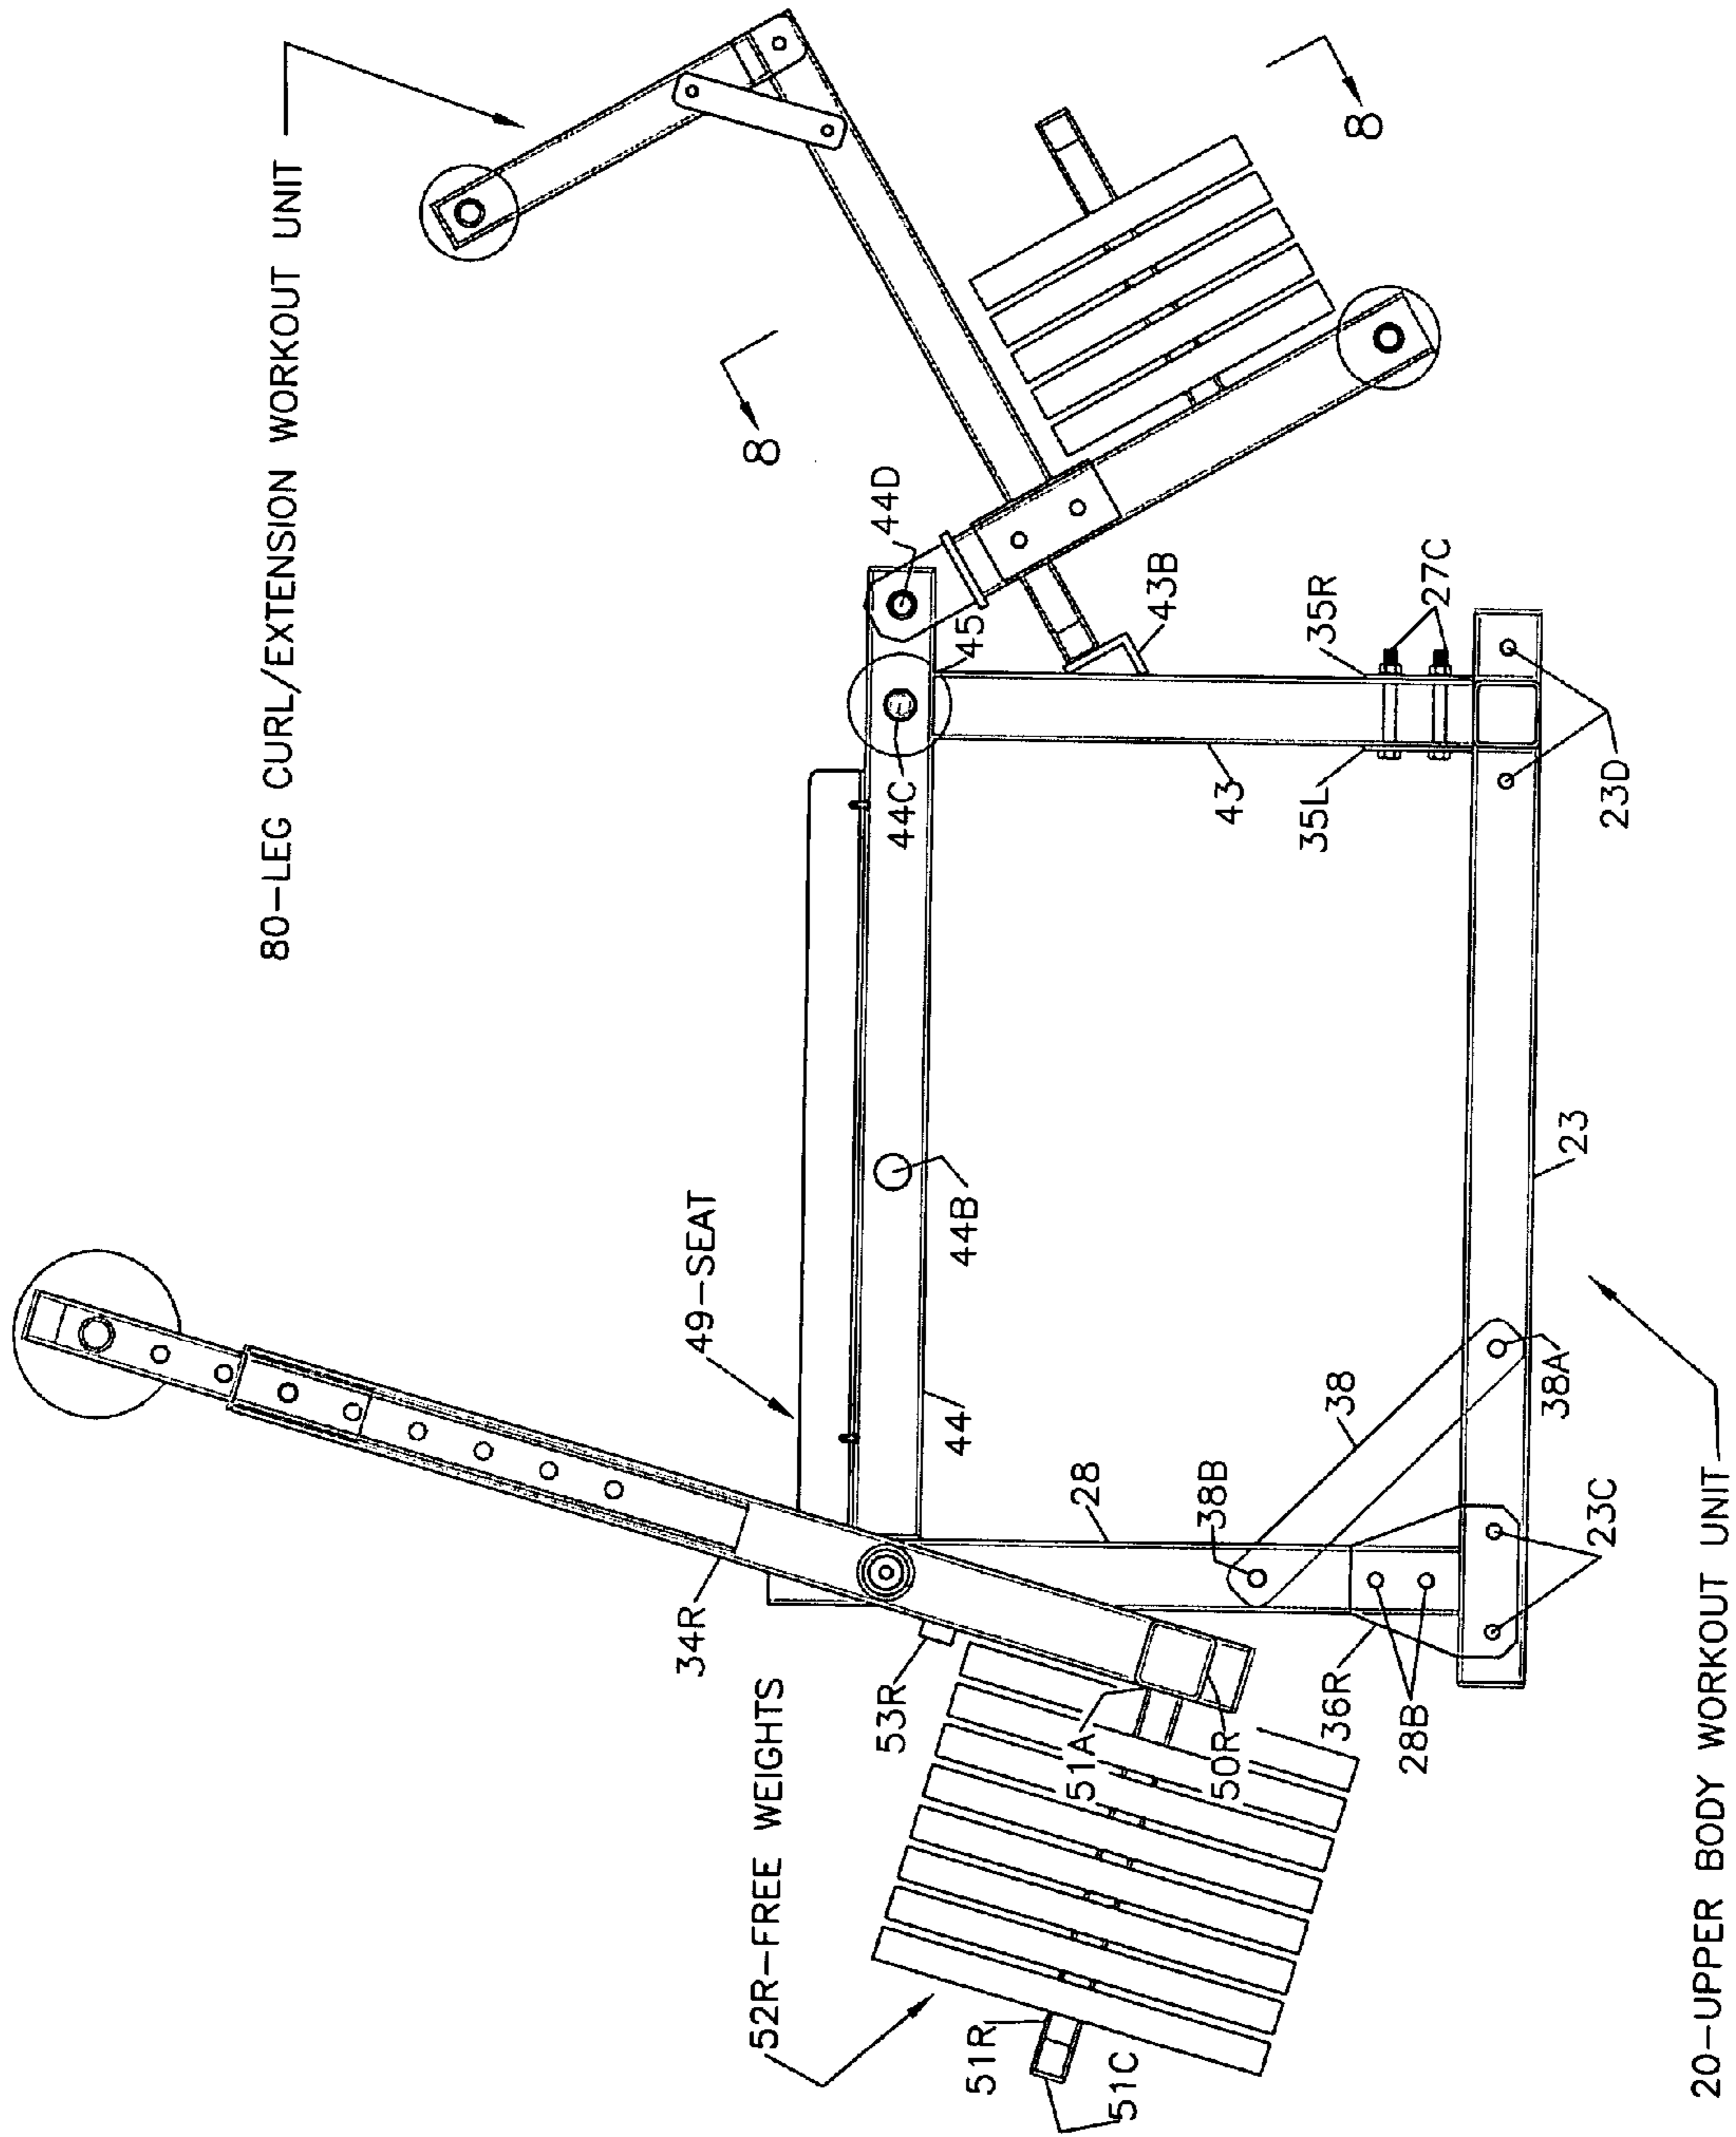 80-LEG CURL/EXTENSION WORKOUT UNIT
8
8
44D
45
44C
43B
35R
27C
43
35L
23D
49-SEAT
44B
44
34R
53R
52R-FREE WEIGHTS
51A
50R
51R
51C
28
38B
38
38A
23
36R
28B
23C
20-UPPER BODY WORKOUT UNIT